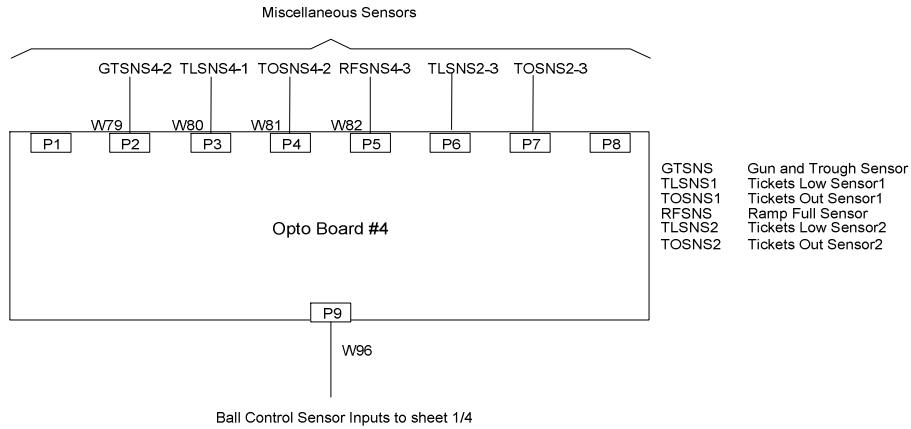 Miscellaneous Sensors
GTSNS4-2 TLSNS4-1 TOSNS4-2 RFSNS4-3 TLSNS2-3 TOSNS2-3
W79 W80 W81 W82
P1 P2 P3 P4 P5 P6 P7 P8
GTSNS Gun and Trough Sensor
TLSNS1 Tickets Low Sensor1
TOSNS1 Tickets Out Sensor1
RFSNS Ramp Full Sensor
TLSNS2 Tickets Low Sensor2
TOSNS2 Tickets Out Sensor2
Opto Board #4
P9
W96
Ball Control Sensor Inputs to sheet 1/4